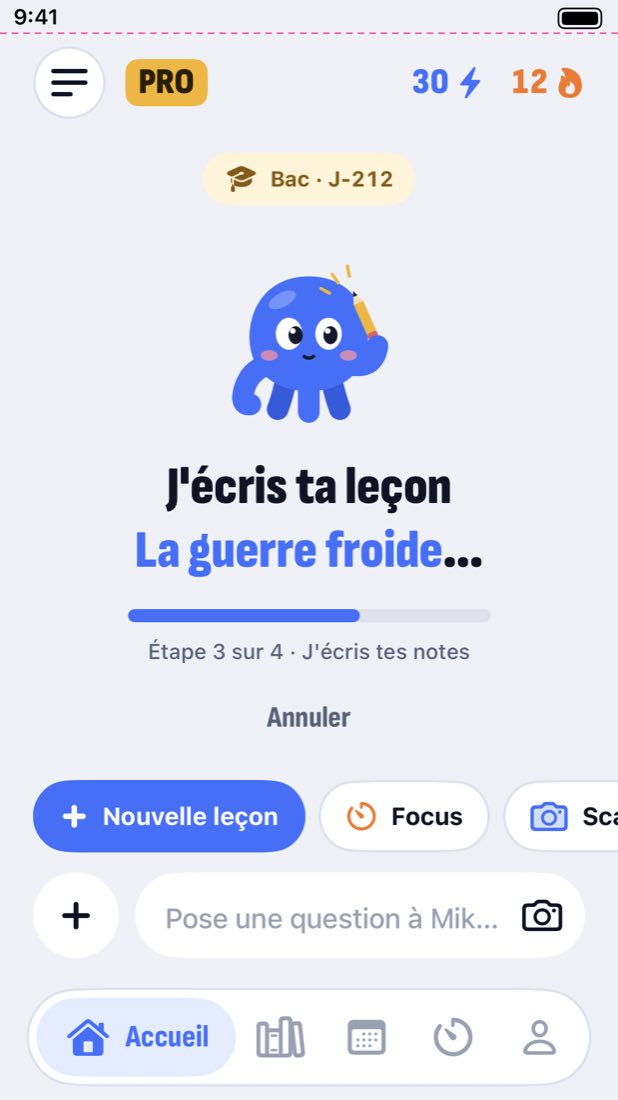 9:41
PRO
30
12
Bac · J-212
J'écris ta leçon
La guerre froide...
Étape 3 sur 4 · J'écris tes notes
Annuler
Nouvelle leçon
Focus
Sca
Pose une question à Mik...
Accueil